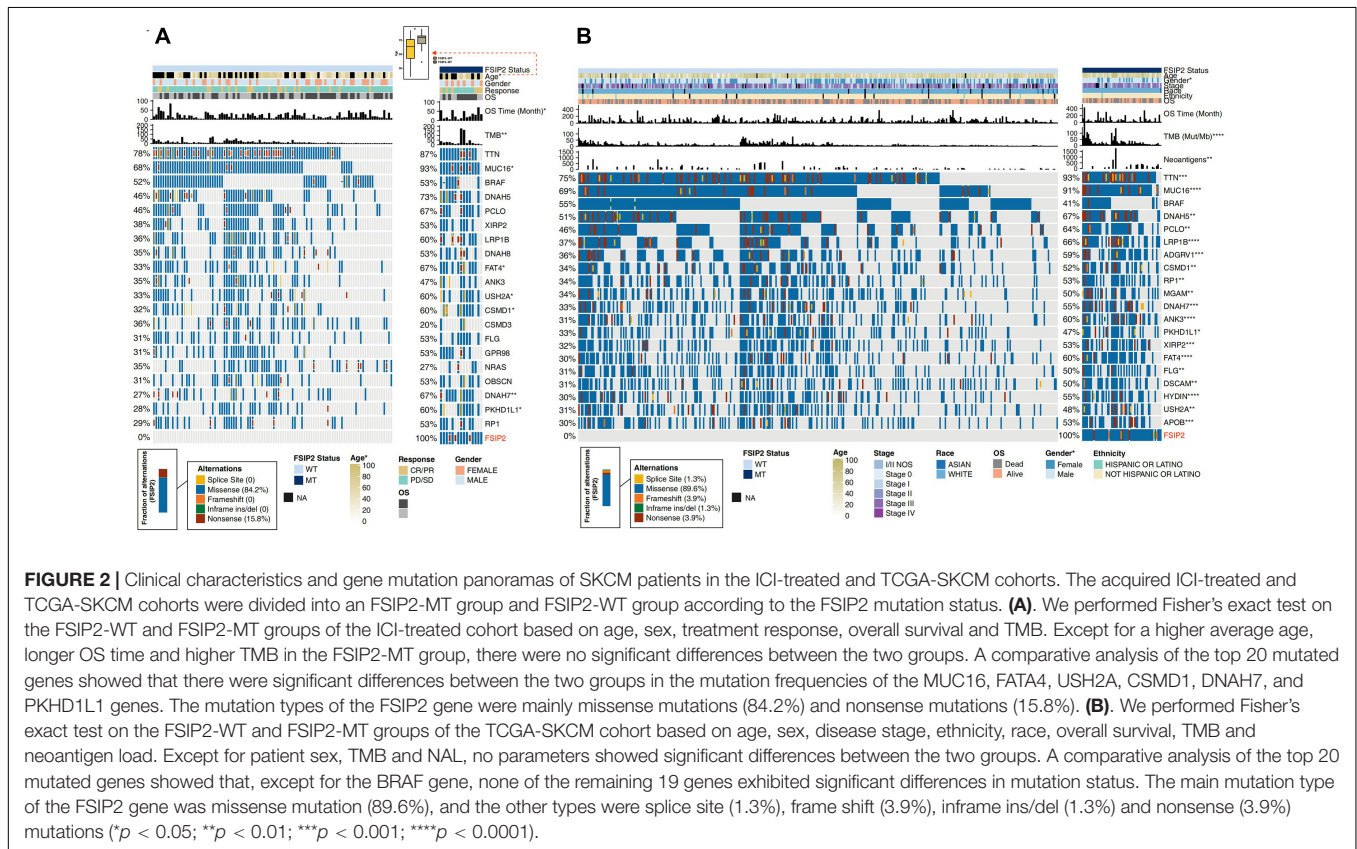 A
B
FSIP2 Status
Age*
Gender
Response
OS
OS Time (Month)*
TMB**
100
50
0
200
150
100
50
0
78%
87%
TTN
68%
93%
MUC16*
52%
53%
BRAF
46%
73%
DNAH5
46%
67%
PCLO
38%
53%
XIRP2
36%
60%
LRP1B
35%
53%
DNAH8
33%
67%
FAT4*
35%
47%
ANK3
33%
60%
USH2A*
32%
60%
CSMD1*
36%
20%
CSMD3
31%
53%
FLG
31%
53%
GPR98
35%
27%
NRAS
31%
53%
OBSCN
27%
67%
DNAH7**
28%
60%
PKHD1L1*
29%
53%
RP1
0%
100%
FSIP2
FSIP2 Status
Age
Gender*
Stage
Race
Ethnicity
OS
OS Time (Month)
TMB (Mut/Mb)****
Neoantigens**
400
200
0
75%
93%
TTN***
69%
91%
MUC16****
55%
41%
BRAF
51%
67%
DNAH5**
46%
64%
PCLO**
37%
66%
LRP1B****
36%
59%
ADGRV1***
34%
52%
CSMD1**
34%
53%
RP1**
34%
50%
MGAM**
33%
55%
DNAH7***
31%
60%
ANK3****
33%
47%
PKHD1L1*
32%
53%
XIRP2***
30%
60%
FAT4****
31%
50%
FLG**
31%
50%
DSCAM**
30%
55%
HYDIN****
31%
48%
USH2A**
30%
53%
APOB***
0%
100%
FSIP2
Fraction of alternations
(FSIP2)
Alternations
Splice Site (0)
Missense (84.2%)
Frameshift (0)
Inframe ins/del (0)
Nonsense (15.8%)
FSIP2 Status
WT
MT
NA
Age*
100
80
60
40
20
0
Response
CR/PR
PD/SD
OS
Gender
FEMALE
MALE
Fraction of alternations
(FSIP2)
Alternations
Splice Site (1.3%)
Missense (89.6%)
Frameshift (3.9%)
Inframe ins/del (1.3%)
Nonsense (3.9%)
FSIP2 Status
WT
MT
NA
Age
100
80
60
40
20
0
Stage
I/II NOS
Stage 0
Stage I
Stage II
Stage III
Stage IV
Race
ASIAN
WHITE
OS
Dead
Alive
Gender*
Female
Male
Ethnicity
HISPANIC OR LATINO
NOT HISPANIC OR LATINO
FIGURE 2 | Clinical characteristics and gene mutation panoramas of SKCM patients in the ICI-treated and TCGA-SKCM cohorts. The acquired ICI-treated and
TCGA-SKCM cohorts were divided into an FSIP2-MT group and FSIP2-WT group according to the FSIP2 mutation status. (A). We performed Fisher's exact test on
the FSIP2-WT and FSIP2-MT groups of the ICI-treated cohort based on age, sex, treatment response, overall survival and TMB. Except for a higher average age,
longer OS time and higher TMB in the FSIP2-MT group, there were no significant differences between the two groups. A comparative analysis of the top 20 mutated
genes showed that there were significant differences between the two groups in the mutation frequencies of the MUC16, FATA4, USH2A, CSMD1, DNAH7, and
PKHD1L1 genes. The mutation types of the FSIP2 gene were mainly missense mutations (84.2%) and nonsense mutations (15.8%). (B). We performed Fisher's
exact test on the FSIP2-WT and FSIP2-MT groups of the TCGA-SKCM cohort based on age, sex, disease stage, ethnicity, race, overall survival, TMB and
neoantigen load. Except for patient sex, TMB and NAL, no parameters showed significant differences between the two groups. A comparative analysis of the top 20
mutated genes showed that, except for the BRAF gene, none of the remaining 19 genes exhibited significant differences in mutation status. The main mutation type
of the FSIP2 gene was missense mutation (89.6%), and the other types were splice site (1.3%), frame shift (3.9%), inframe ins/del (1.3%) and nonsense (3.9%)
mutations (*p < 0.05; **p < 0.01; ***p < 0.001; ****p < 0.0001).